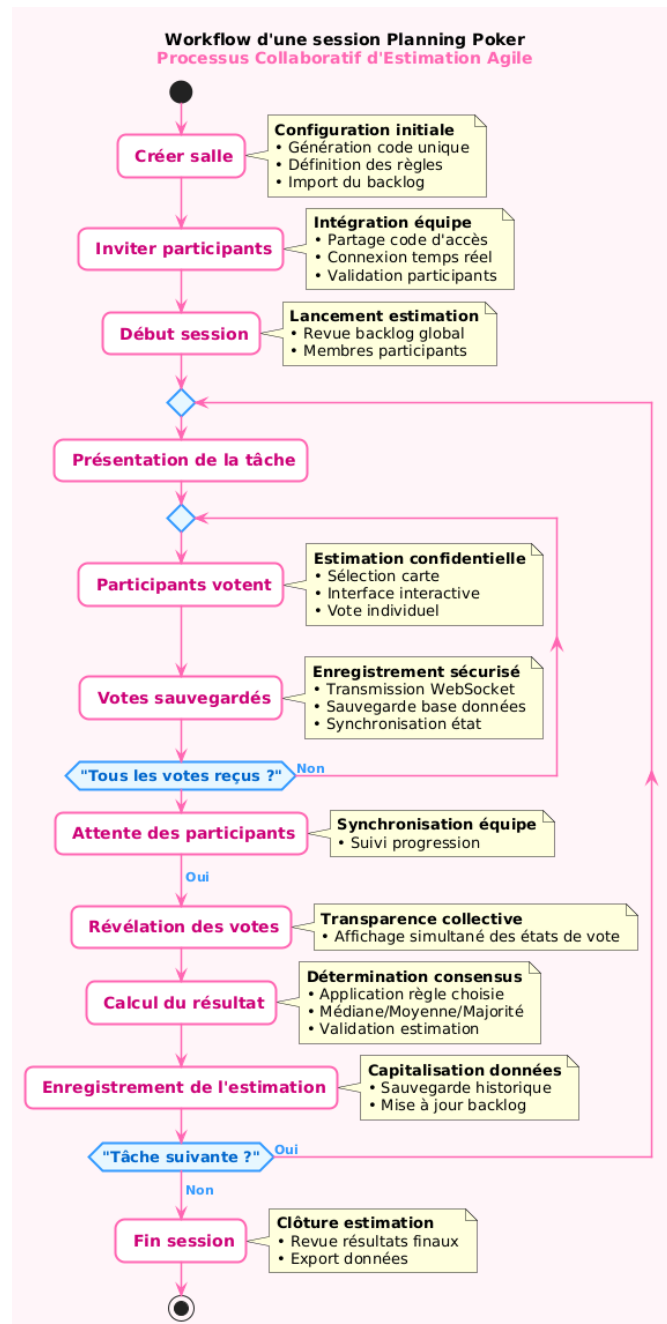 Workflow d'une session Planning Poker
Processus Collaboratif d'Estimation Agile
Créer salle
Configuration initiale
• Génération code unique
• Définition des règles
• Import du backlog
Inviter participants
Intégration équipe
• Partage code d'accès
• Connexion temps réel
• Validation participants
Début session
Lancement estimation
• Revue backlog global
• Membres participants
Présentation de la tâche
Participants votent
Estimation confidentielle
• Sélection carte
• Interface interactive
• Vote individuel
Votes sauvegardés
Enregistrement sécurisé
• Transmission WebSocket
• Sauvegarde base données
• Synchronisation état
"Tous les votes reçus ?"
Non
Attente des participants
Synchronisation équipe
• Suivi progression
Oui
Révélation des votes
Transparence collective
• Affichage simultané des états de vote
Calcul du résultat
Détermination consensus
• Application règle choisie
• Médiane/Moyenne/Majorité
• Validation estimation
Enregistrement de l'estimation
Capitalisation données
• Sauvegarde historique
• Mise à jour backlog
"Tâche suivante ?"
Oui
Non
Fin session
Clôture estimation
• Revue résultats finaux
• Export données